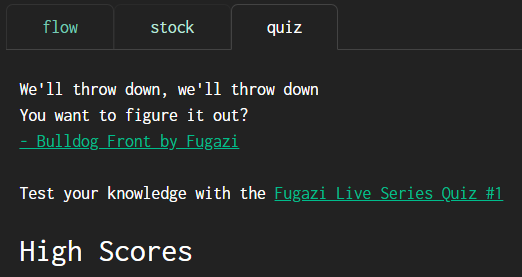 flow stock quiz
We'll throw down, we'll throw down
You want to figure it out?
- Bulldog Front by Fugazi
Test your knowledge with the Fugazi Live Series Quiz #1
High Scores